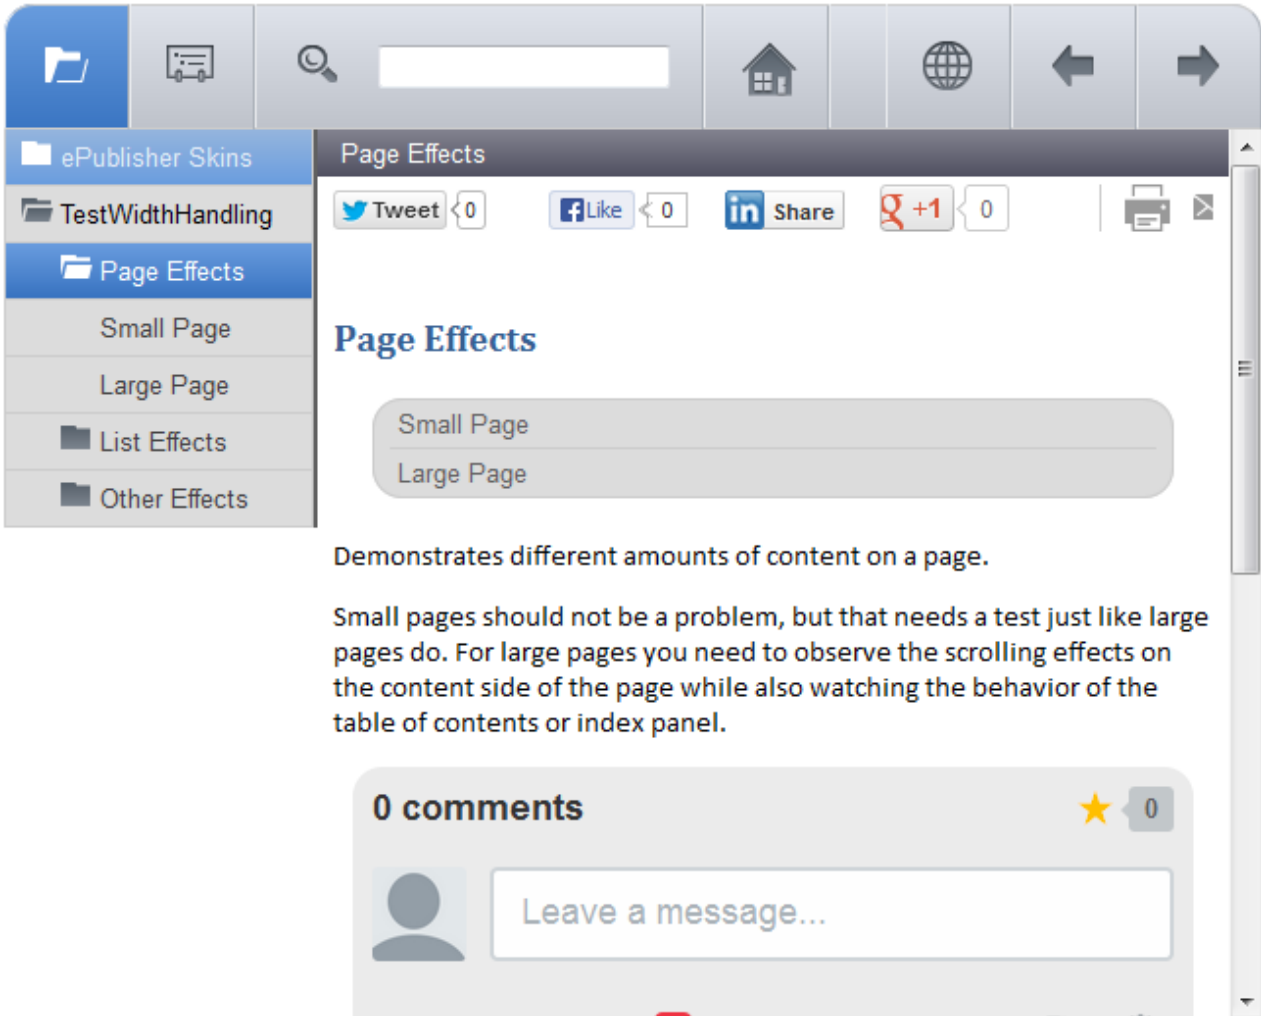 ePublisher Skins
TestWidthHandling
Page Effects
Small Page
Large Page
List Effects
Other Effects
Page Effects
Tweet 0 Like 0 in Share +1 0
Page Effects
Small Page
Large Page
Demonstrates different amounts of content on a page.
Small pages should not be a problem, but that needs a test just like large
pages do. For large pages you need to observe the scrolling effects on
the content side of the page while also watching the behavior of the
table of contents or index panel.
0 comments 0
Leave a message...